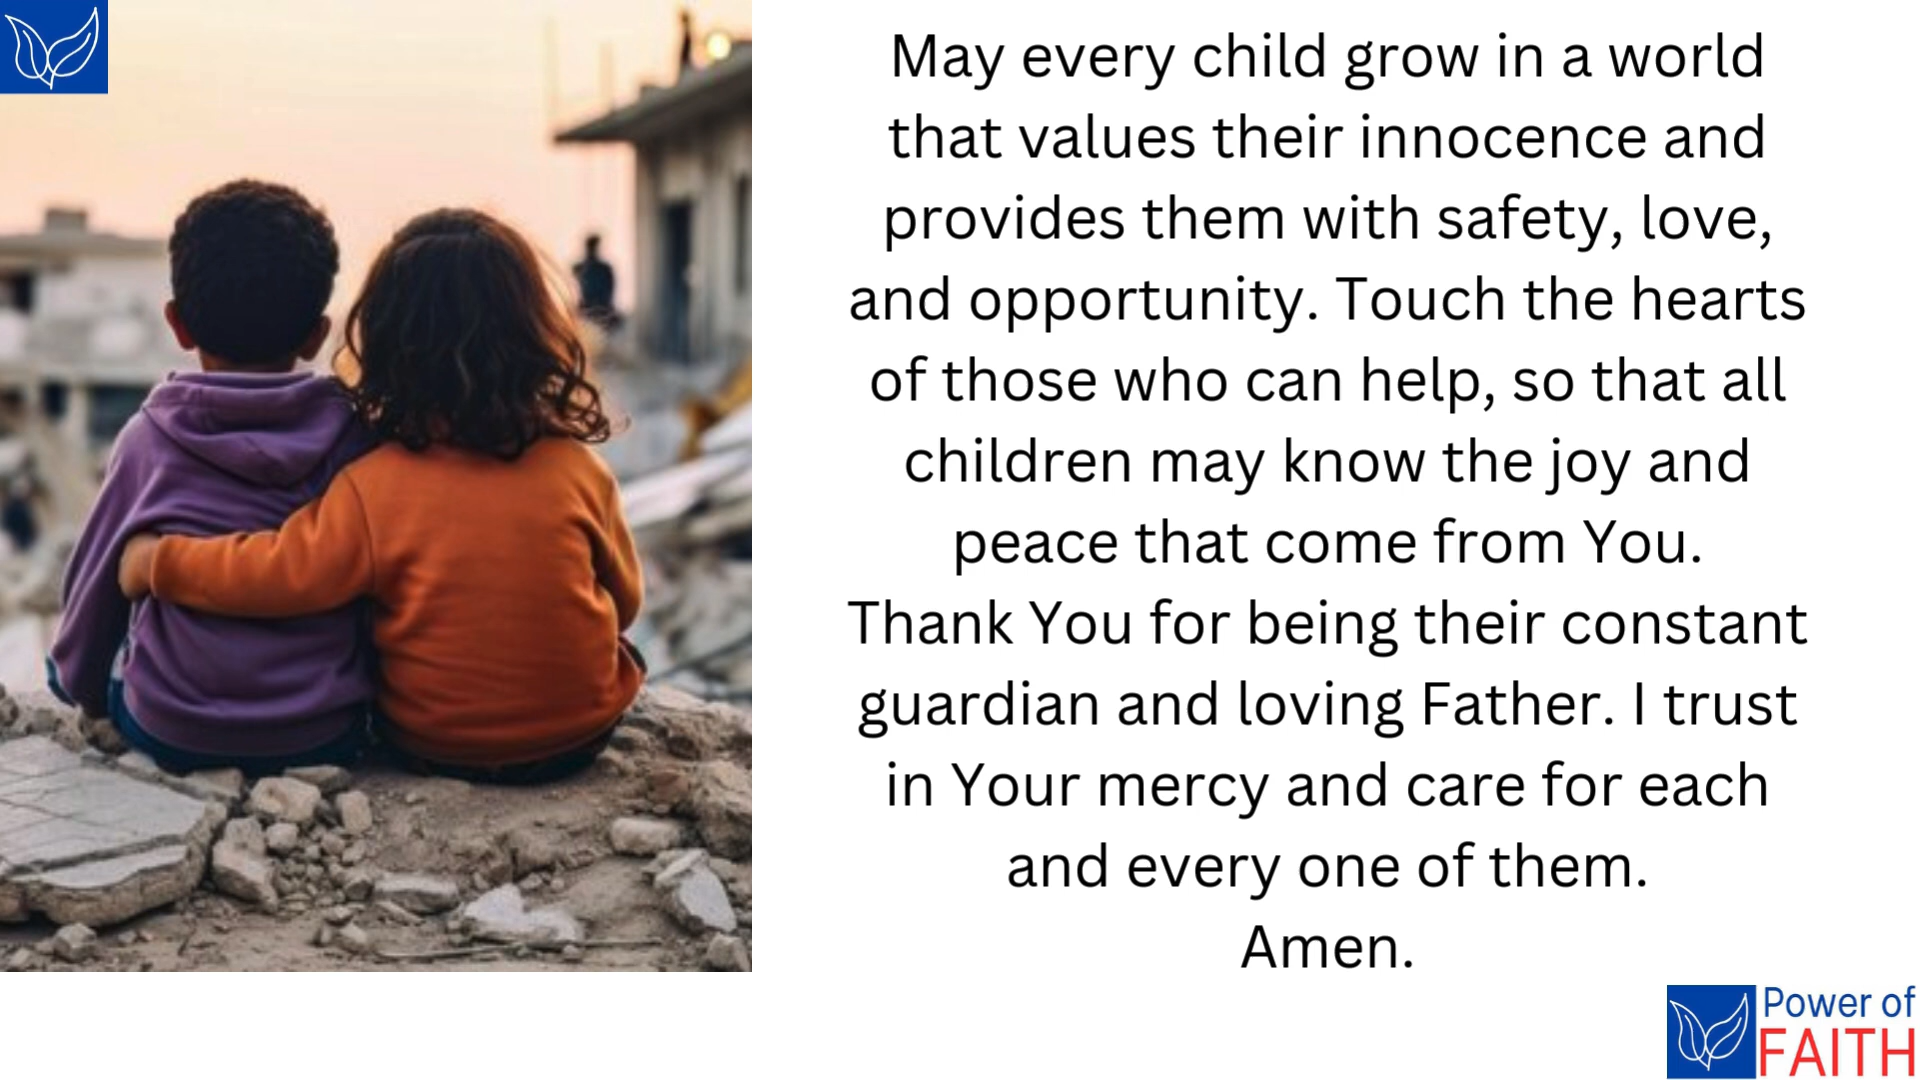 May every child grow in a world
that values their innocence and
provides them with safety, love,
and opportunity. Touch the hearts
of those who can help, so that all
children may know the joy and
peace that come from You.
Thank You for being their constant
guardian and loving Father. I trust
in Your mercy and care for each
and every one of them.
Amen.
Power of
FAITH